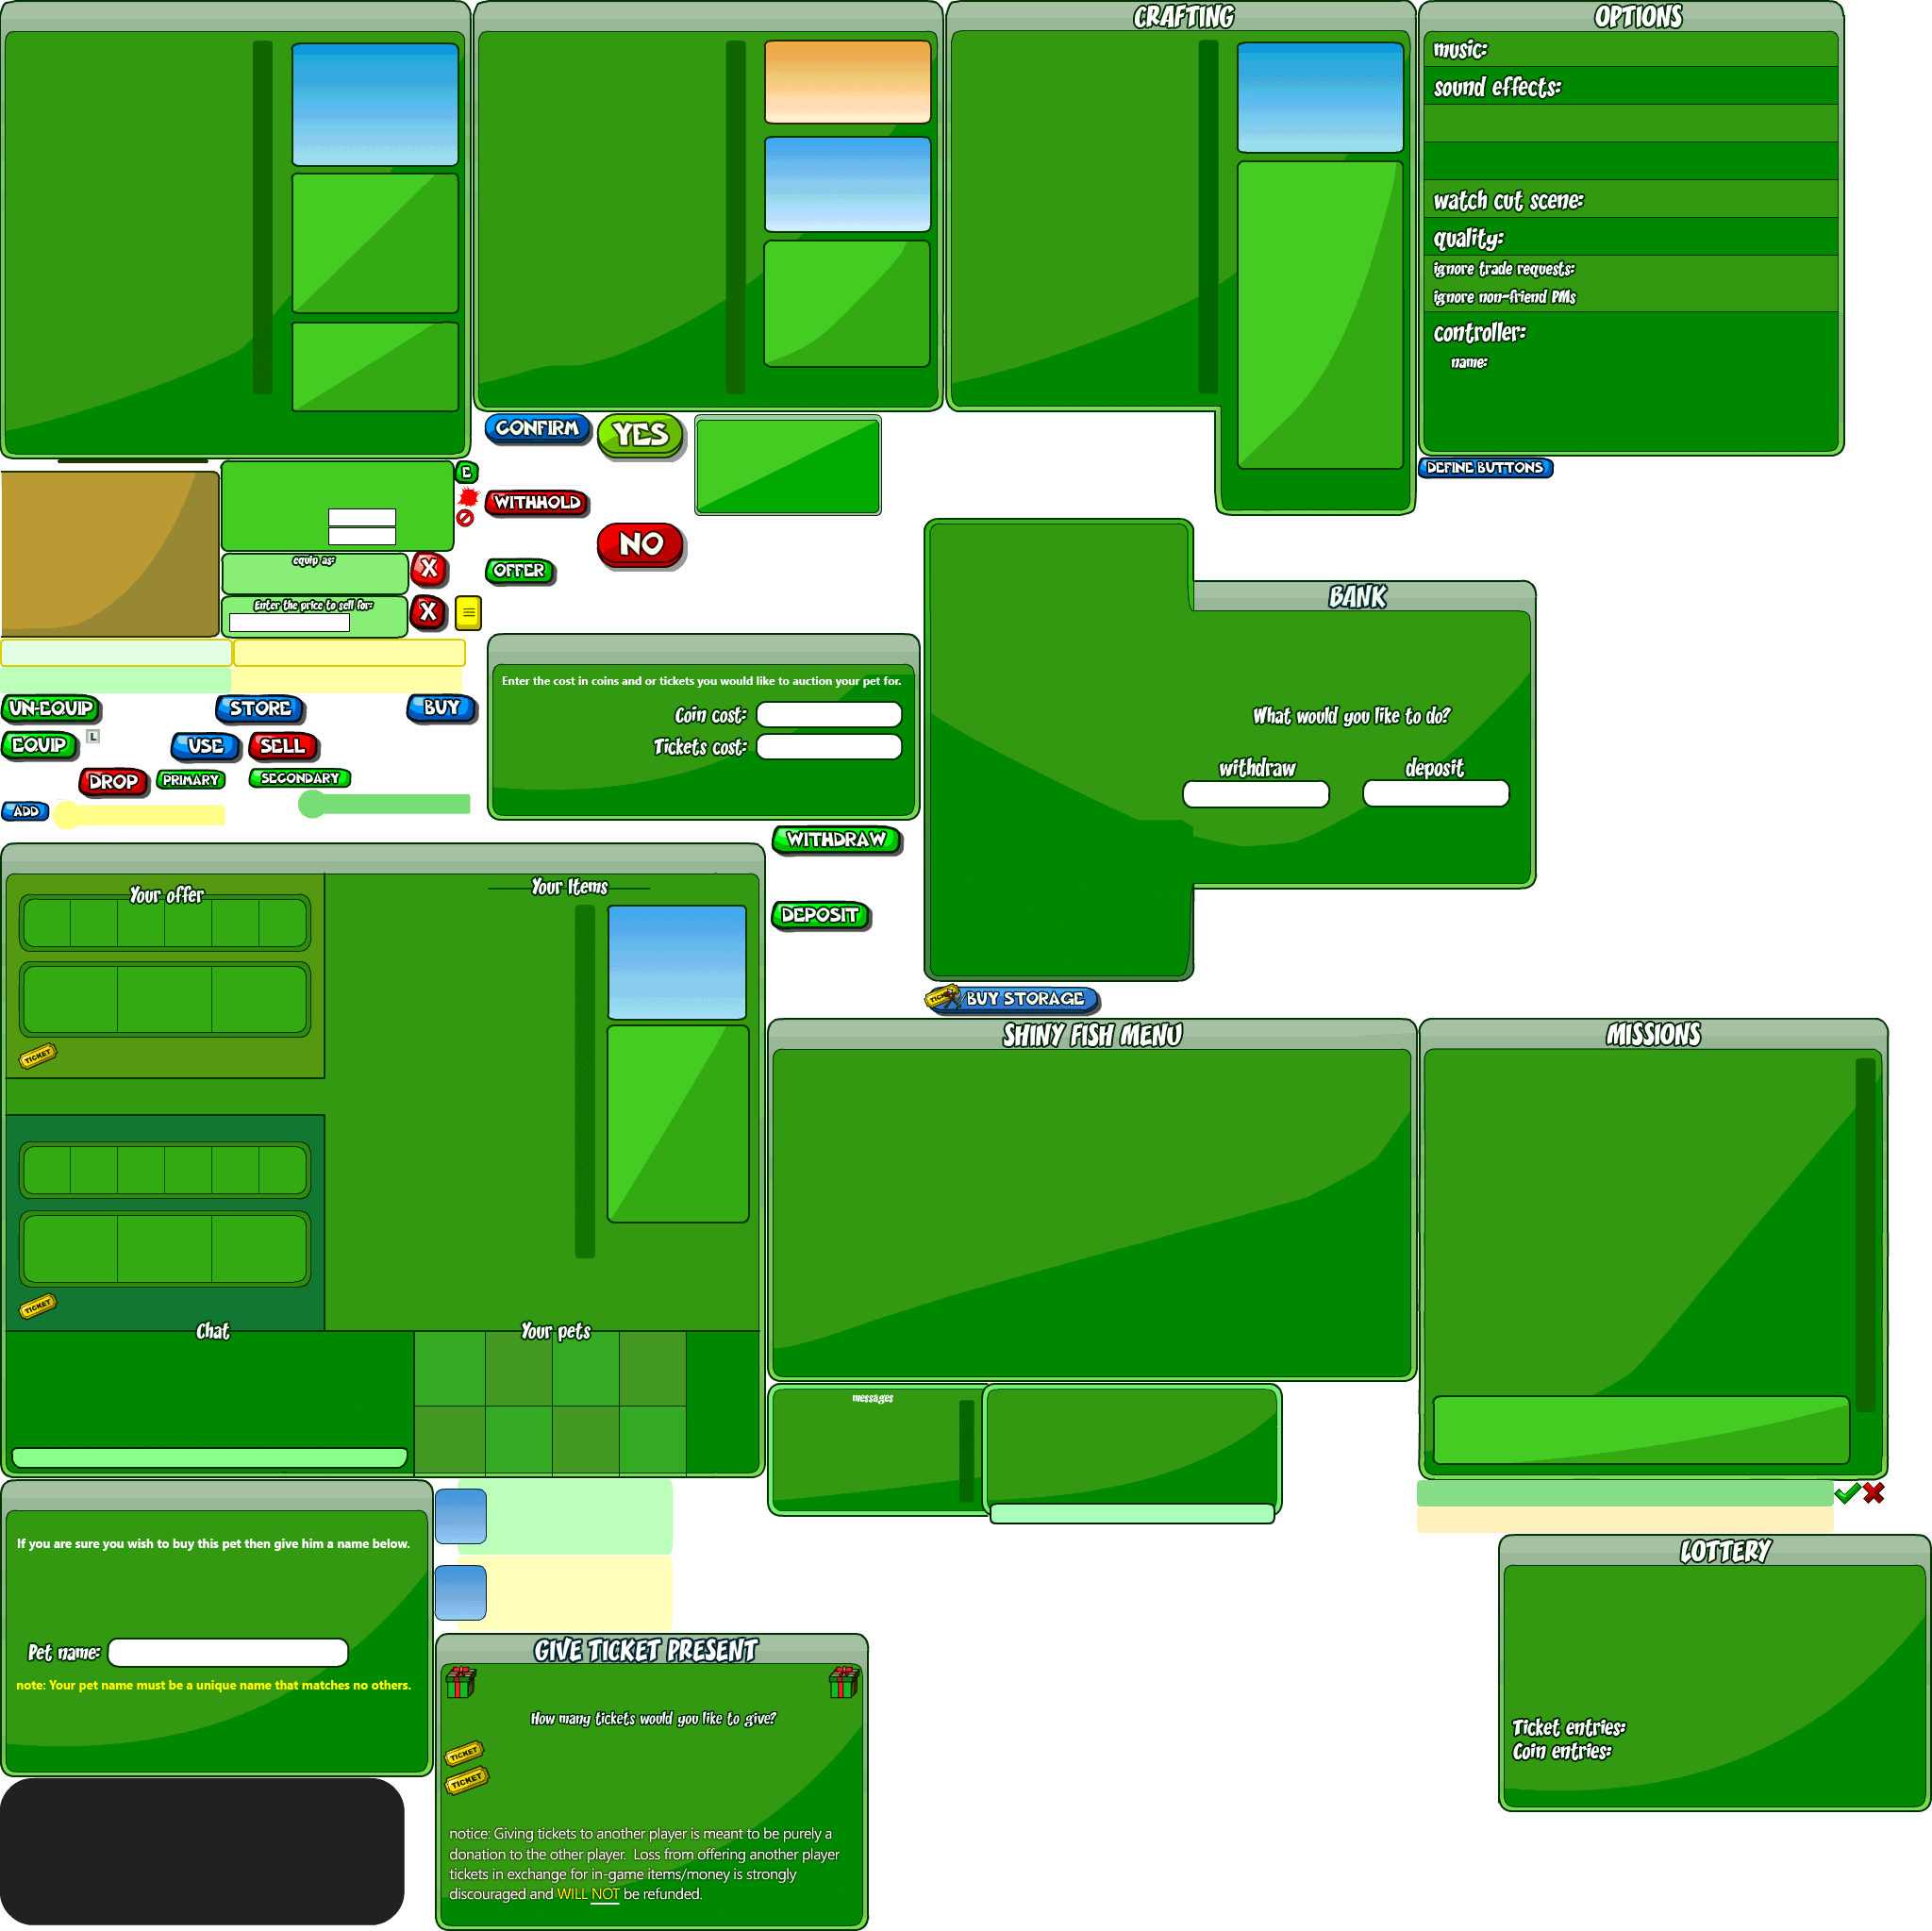 CRAFTING
OPTIONS
music:
sound effects:
watch cut scene:
quality:
ignore trade requests:
ignore non-friend PMs
controller:
name:
DEFINE BUTTONS
CONFIRM
YES
E
WITHHOLD
NO
OFFER
equip as:
X
Enter the price to sell for:
X
BANK
What would you like to do?
withdraw
deposit
Enter the cost in coins and or tickets you would like to auction your pet for.
Coin cost:
Tickets cost:
UN-EQUIP
STORE
BUY
EQUIP
L
USE
SELL
DROP
PRIMARY
SECONDARY
ADD
WITHDRAW
DEPOSIT
BUY STORAGE
Your offer
Your Items
TICKET
TICKET
Chat
Your pets
SHINY FISH MENU
MISSIONS
messages
If you are sure you wish to buy this pet then give him a name below.
Pet name:
note: Your pet name must be a unique name that matches no others.
GIVE TICKET PRESENT
How many tickets would you like to give?
TICKET
TICKET
notice: Giving tickets to another player is meant to be purely a
donation to the other player. Loss from offering another player
tickets in exchange for in-game items/money is strongly
discouraged and WILL NOT be refunded.
LOTTERY
Ticket entries:
Coin entries: